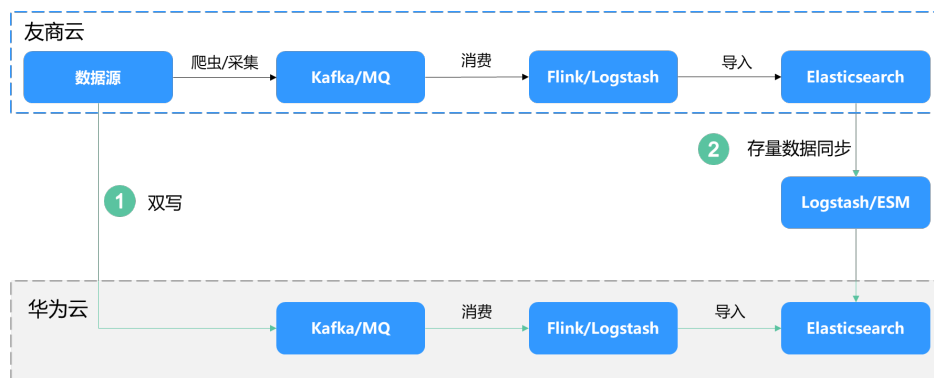 友商云
数据源
爬虫/采集
Kafka/MQ
消费
Flink/Logstash
导入
Elasticsearch
2
存量数据同步
1
双写
Logstash/ESM
华为云
Kafka/MQ
消费
Flink/Logstash
导入
Elasticsearch